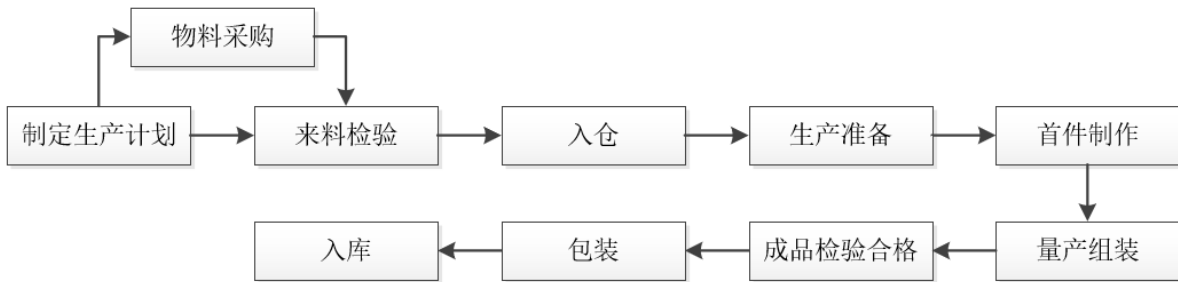 物料采购
制定生产计划
来料检验
入仓
生产准备
首件制作
入库
包装
成品检验合格
量产组装